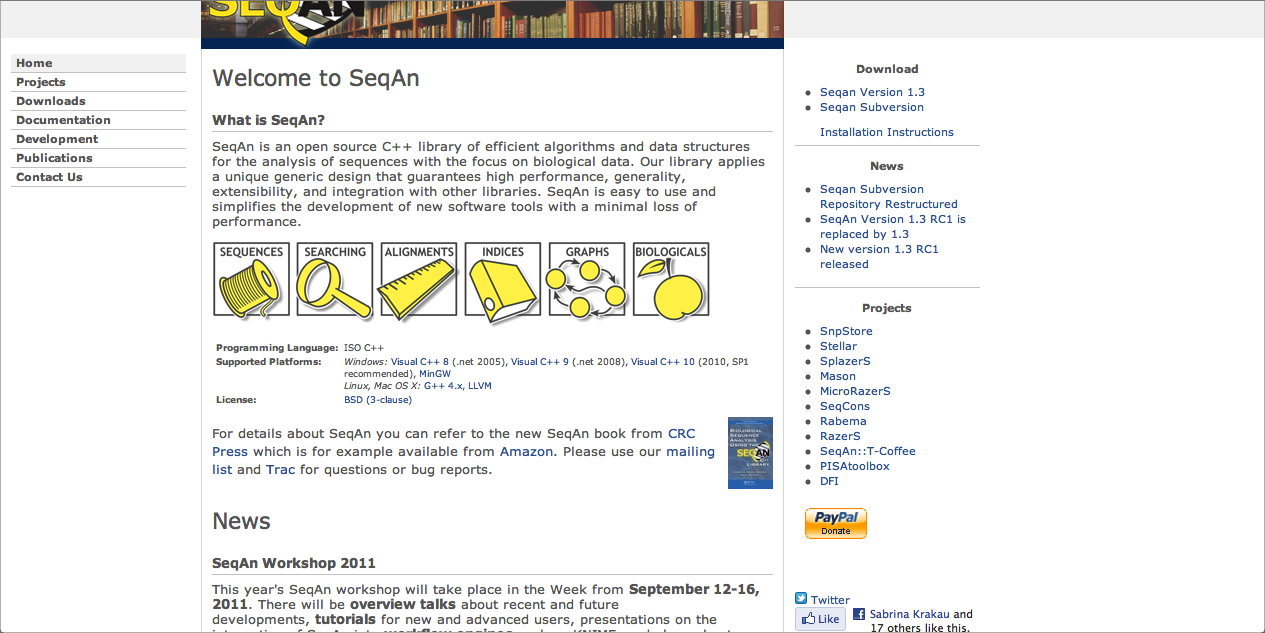 SEQAN
Home
Projects
Downloads
Documentation
Development
Publications
Contact Us
Welcome to SeqAn
What is SeqAn?
SeqAn is an open source C++ library of efficient algorithms and data structures
for the analysis of sequences with the focus on biological data. Our library applies
a unique generic design that guarantees high performance, generality,
extensibility, and integration with other libraries. SeqAn is easy to use and
simplifies the development of new software tools with a minimal loss of
performance.
SEQUENCES SEARCHING ALIGNMENTS INDICES GRAPHS BIOLOGICALS
Programming Language: ISO C++
Supported Platforms: Windows: Visual C++ 8 (.net 2005), Visual C++ 9 (.net 2008), Visual C++ 10 (2010, SP1
recommended), MinGW
Linux, Mac OS X: G++ 4.x, LLVM
License: BSD (3-clause)
For details about SeqAn you can refer to the new SeqAn book from CRC
Press which is for example available from Amazon. Please use our mailing
list and Trac for questions or bug reports.
BIOLOGICAL
SEQUENCE
ANALYSIS
USING THE
SEQAN
C++
LIBRARY
News
SeqAn Workshop 2011
This year's SeqAn workshop will take place in the Week from September 12-16,
2011. There will be overview talks about recent and future
developments, tutorials for new and advanced users, presentations on the
Download
Seqan Version 1.3
Seqan Subversion
Installation Instructions
News
Seqan Subversion
Repository Restructured
SeqAn Version 1.3 RC1 is
replaced by 1.3
New version 1.3 RC1
released
Projects
SnpStore
Stellar
SplazerS
Mason
MicroRazerS
SeqCons
Rabema
RazerS
SeqAn::T-Coffee
PISAtoolbox
DFI
PayPal
Donate
Twitter
Like
Sabrina Krakau and
17 others like this.